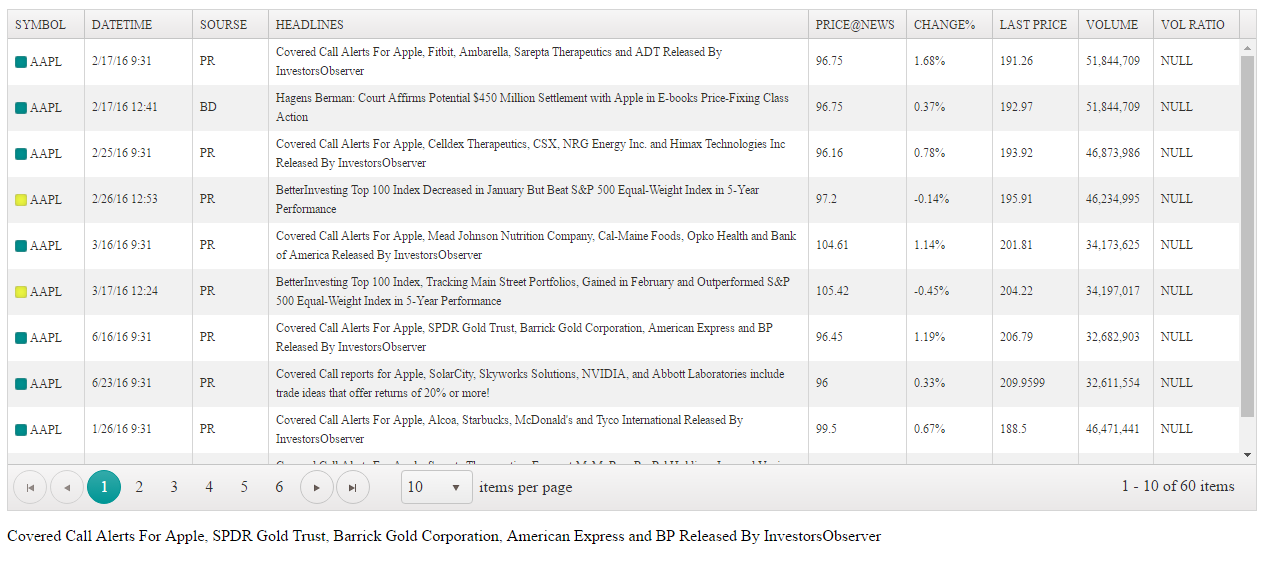 SYMBOL DATETIME SOURSE HEADLINES PRICE@NEWS CHANGE% LAST PRICE VOLUME VOL RATIO
AAPL 2/17/16 9:31 PR Covered Call Alerts For Apple, Fitbit, Ambarella, Sarepta Therapeutics and ADT Released By 96.75 1.68% 191.26 51,844,709 NULL
InvestorsObserver
AAPL 2/17/16 12:41 BD Hagens Berman: Court Affirms Potential $450 Million Settlement with Apple in E-books Price-Fixing Class 96.75 0.37% 192.97 51,844,709 NULL
Action
AAPL 2/25/16 9:31 PR Covered Call Alerts For Apple, Celldex Therapeutics, CSX, NRG Energy Inc. and Himax Technologies Inc 96.16 0.78% 193.92 46,873,986 NULL
Released By InvestorsObserver
AAPL 2/26/16 12:53 PR BetterInvesting Top 100 Index Decreased in January But Beat S&P 500 Equal-Weight Index in 5-Year 97.2 -0.14% 195.91 46,234,995 NULL
Performance
AAPL 3/16/16 9:31 PR Covered Call Alerts For Apple, Mead Johnson Nutrition Company, Cal-Maine Foods, Opko Health and Bank 104.61 1.14% 201.81 34,173,625 NULL
of America Released By InvestorsObserver
AAPL 3/17/16 12:24 PR BetterInvesting Top 100 Index, Tracking Main Street Portfolios, Gained in February and Outperformed S&P 105.42 -0.45% 204.22 34,197,017 NULL
500 Equal-Weight Index in 5-Year Performance
AAPL 6/16/16 9:31 PR Covered Call Alerts For Apple, SPDR Gold Trust, Barrick Gold Corporation, American Express and BP 96.45 1.19% 206.79 32,682,903 NULL
Released By InvestorsObserver
AAPL 6/23/16 9:31 PR Covered Call reports for Apple, SolarCity, Skyworks Solutions, NVIDIA, and Abbott Laboratories include 96 0.33% 209.9599 32,611,554 NULL
trade ideas that offer returns of 20% or more!
AAPL 1/26/16 9:31 PR Covered Call Alerts For Apple, Alcoa, Starbucks, McDonald's and Tyco International Released By 99.5 0.67% 188.5 46,471,441 NULL
InvestorsObserver
1 2 3 4 5 6 10 items per page 1 - 10 of 60 items
Covered Call Alerts For Apple, SPDR Gold Trust, Barrick Gold Corporation, American Express and BP Released By InvestorsObserver